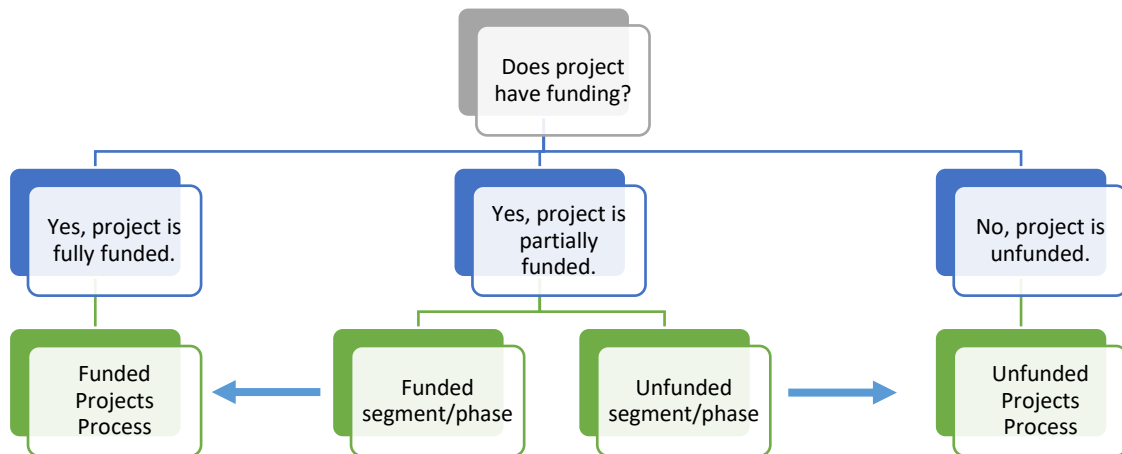 Does project
have funding?
Yes, project is
fully funded.
Yes, project is
partially
funded.
No, project is
unfunded.
Funded
Projects
Process
Funded
segment/phase
Unfunded
segment/phase
Unfunded
Projects
Process